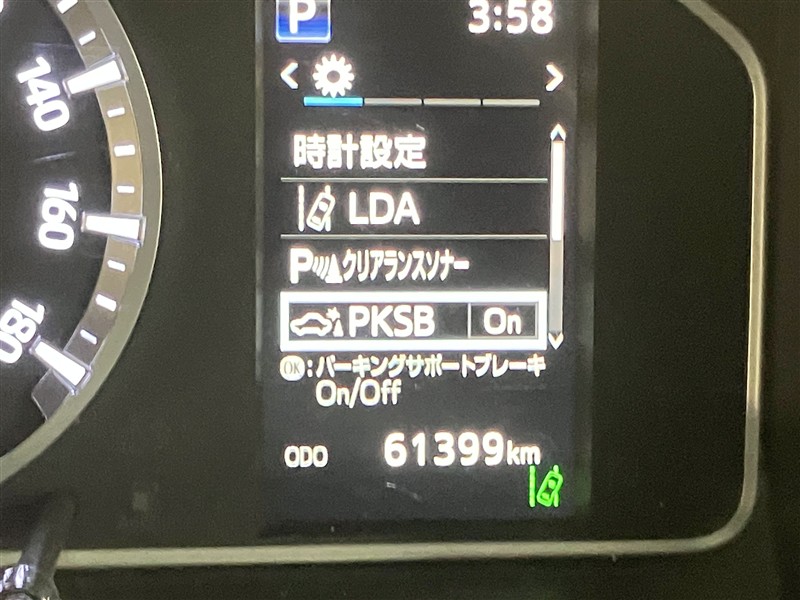 P 3:58
140
時計設定
LDA
160
P クリアランスソナー
PKSB On
180
OK:パーキングサポートブレーキ
On/Off
ODO 61399km